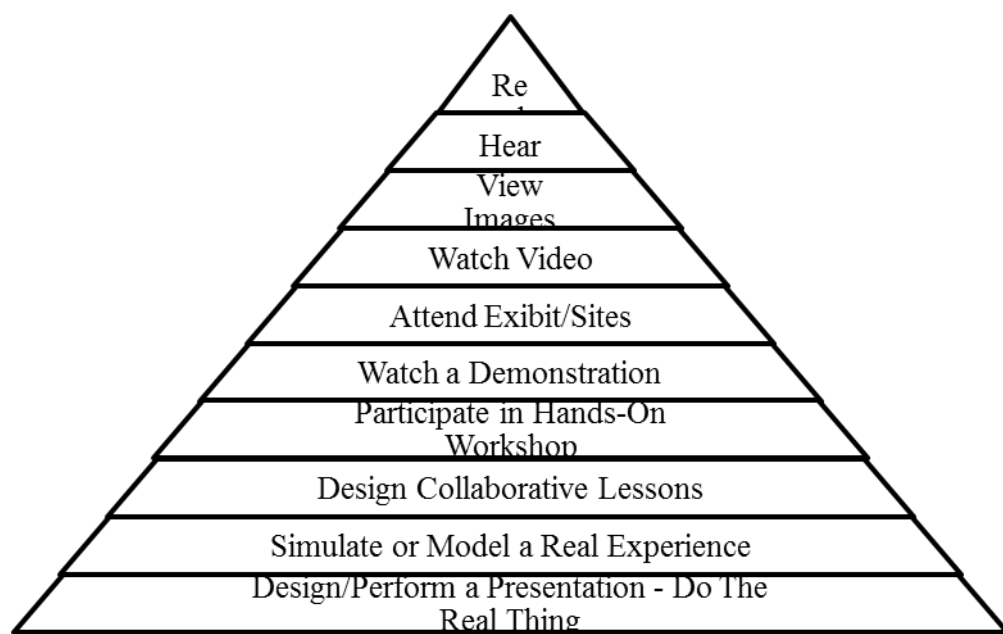 Re
Hear
View
Images
Watch Video
Attend Exibit/Sites
Watch a Demonstration
Participate in Hands-On
Workshop
Design Collaborative Lessons
Simulate or Model a Real Experience
Design/Perform a Presentation - Do The
Real Thing